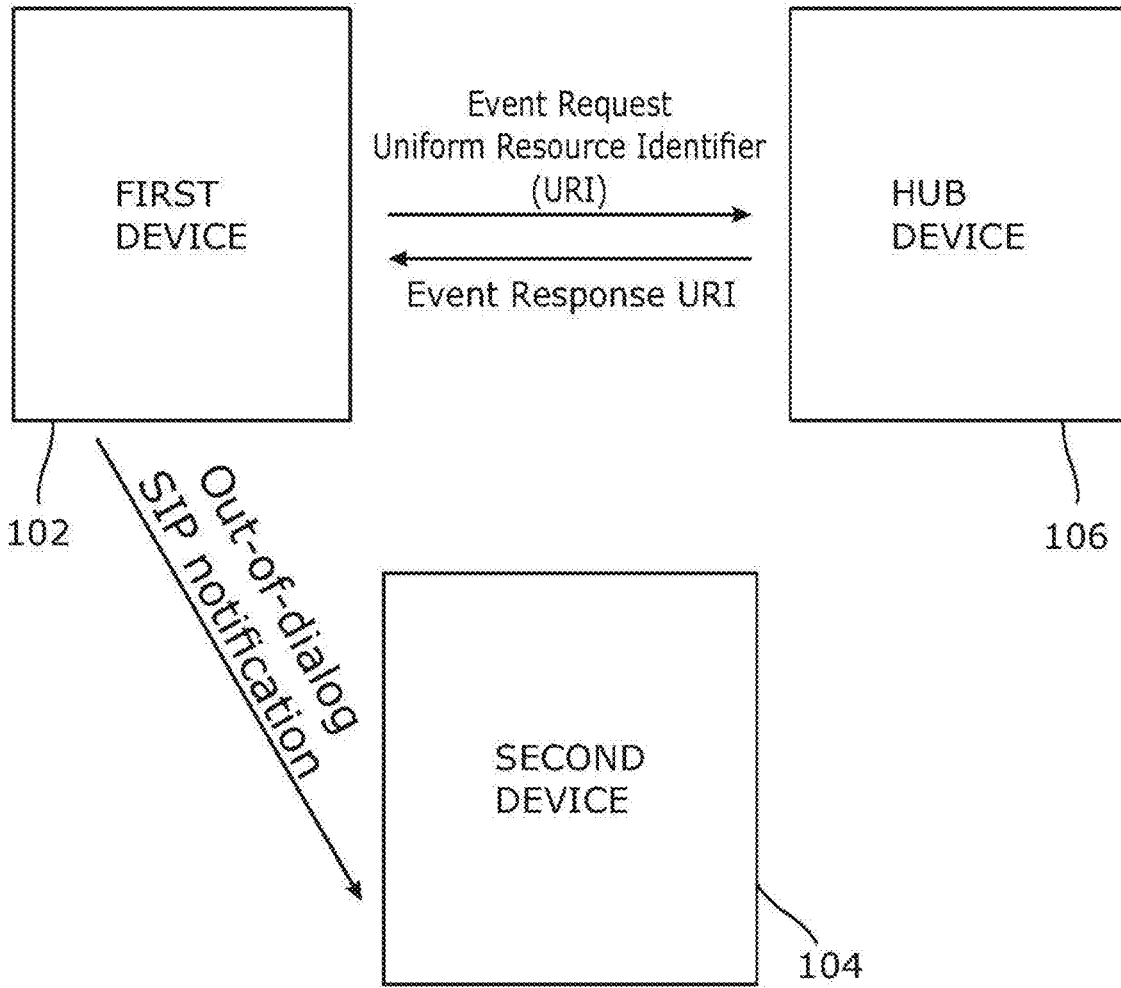 FIRST
DEVICE
Event Request
Uniform Resource Identifier
(URI)
Event Response URI
HUB
DEVICE
102
106
Out-of-dialog
SIP notification
SECOND
DEVICE
104